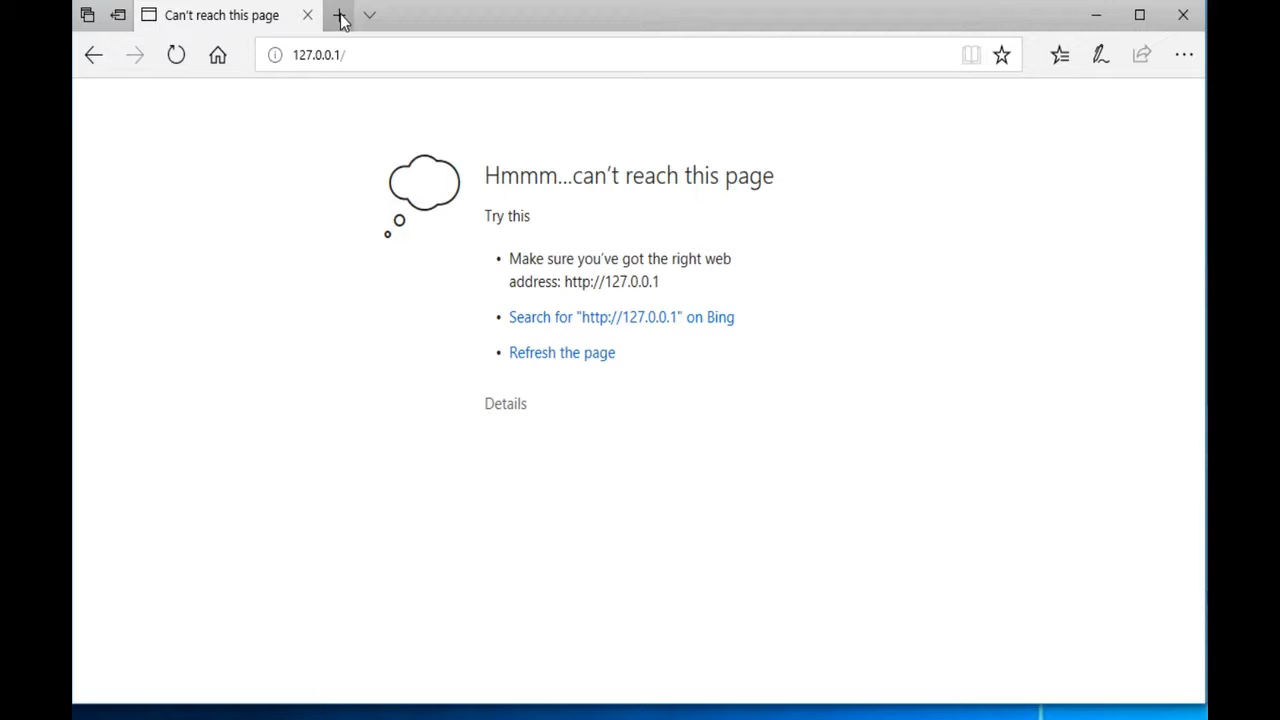 Can't reach this page
127.0.0.1/
Hmmm...can't reach this page
Try this
• Make sure you've got the right web
address: http://127.0.0.1
• Search for "http://127.0.0.1" on Bing
• Refresh the page
Details